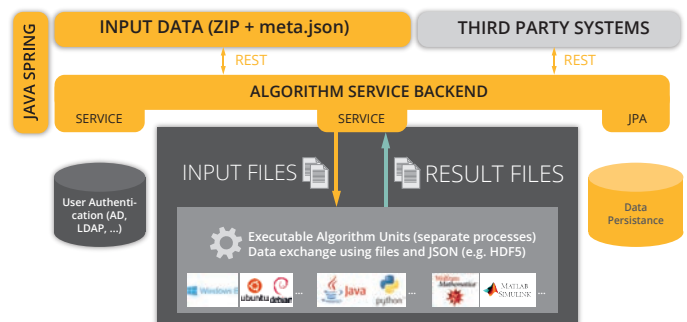 JAVA SPRING
INPUT DATA (ZIP + meta.json)
THIRD PARTY SYSTEMS
REST
REST
ALGORITHM SERVICE BACKEND
SERVICE
SERVICE
JPA
INPUT FILES
RESULT FILES
User Authenti-
cation (AD,
LDAP, ...)
Data
Persistance
Executable Algorithm Units (separate processes)
Data exchange using files and JSON (e.g. HDF5)
Windows
ubuntu
debian
...
Java
python
...
Wolfram
Mathematica
MATLAB
SIMULINK
...